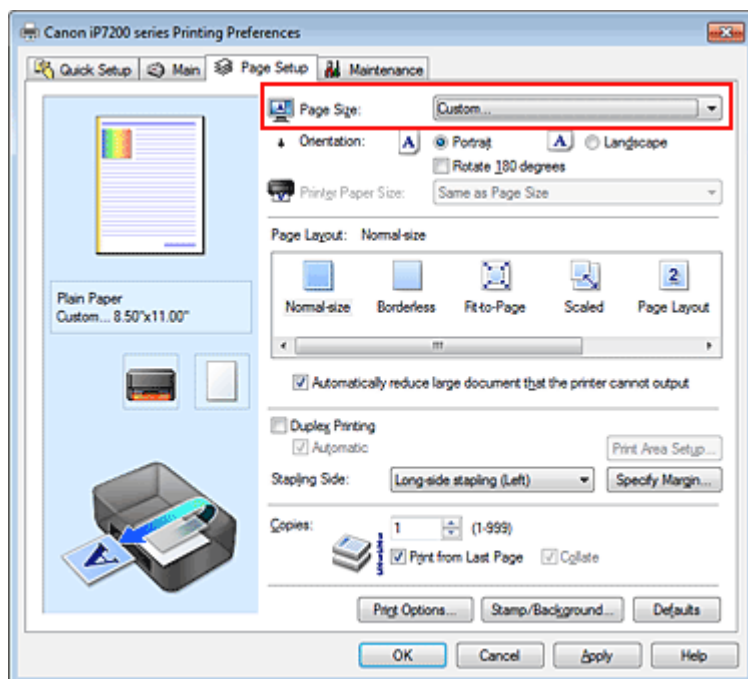 Canon iP7200 series Printing Preferences
Quick Setup Main Page Setup Maintenance
Page Size: Custom...
Orientation: A Portrait A Landscape
Rotate 180 degrees
Printer Paper Size: Same as Page Size
Page Layout: Normal-size
2
Normal-size Borderless Fit-to-Page Scaled Page Layout
Plain Paper
Custom... 8.50"x11.00"
Automatically reduce large document that the printer cannot output
Duplex Printing
Automatic Print Area Setup...
Stapling Side: Long-side stapling (Left) Specify Margin...
Copies: 1 (1-999)
Print from Last Page Collate
A
Print Options... Stamp/Background... Defaults
OK Cancel Apply Help